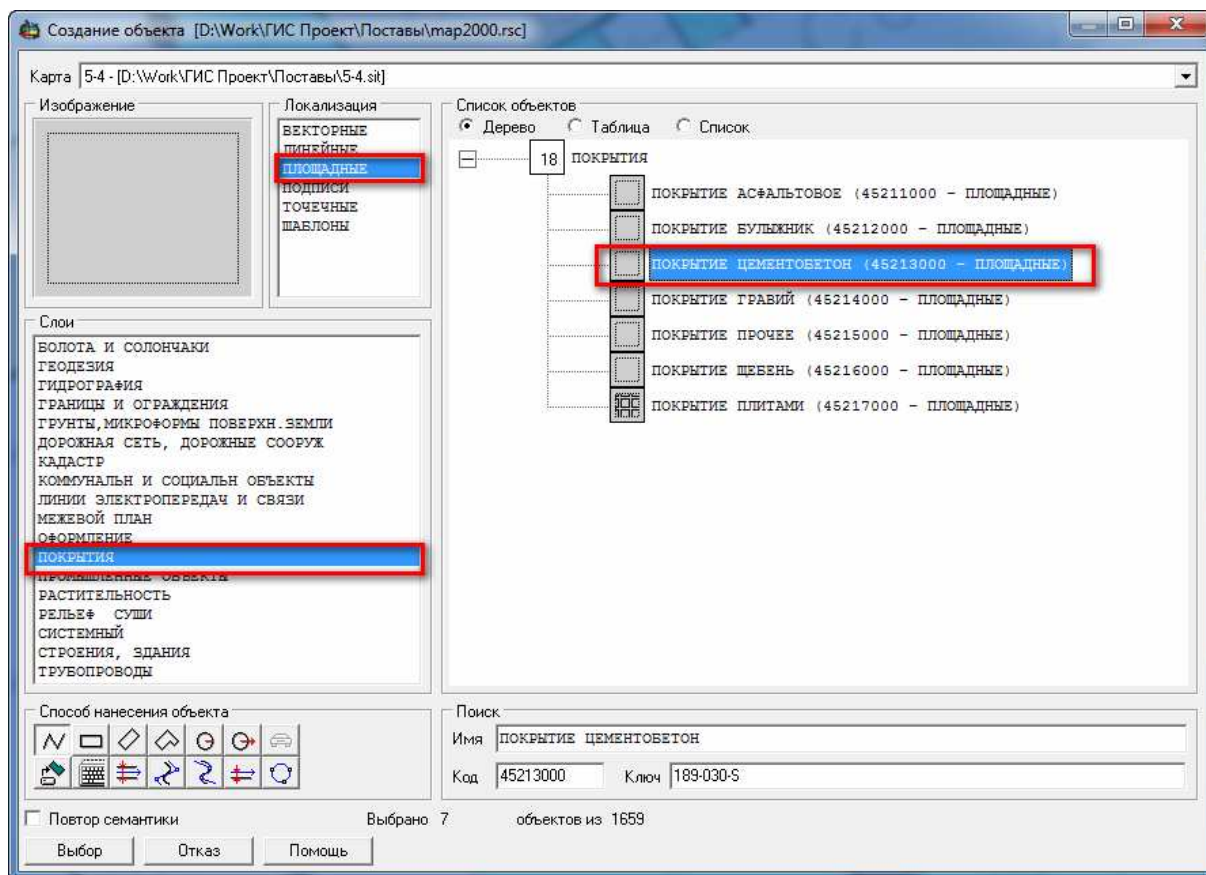 Создание объекта [D:\Work\ГИС Проект\Поставы\map2000.rsc]
Карта 5-4 - [D:\Work\ГИС Проект\Поставы\5-4.sit]
Изображение
Локализация
ВЕКТОРНЫЕ
ЛИНЕЙНЫЕ
ПЛОЩАДНЫЕ
ПОДПИСИ
ТОЧЕЧНЫЕ
ШАБЛОНЫ
Список объектов
Дерево Таблица Список
18 ПОКРЫТИЯ
ПОКРЫТИЕ АСФАЛЬТОВОЕ (45211000 - ПЛОЩАДНЫЕ)
ПОКРЫТИЕ БУЛЫЖНИК (45212000 - ПЛОЩАДНЫЕ)
ПОКРЫТИЕ ЦЕМЕНТОБЕТОН (45213000 - ПЛОЩАДНЫЕ)
ПОКРЫТИЕ ГРАВИЙ (45214000 - ПЛОЩАДНЫЕ)
ПОКРЫТИЕ ПРОЧЕЕ (45215000 - ПЛОЩАДНЫЕ)
ПОКРЫТИЕ ЩЕБЕНЬ (45216000 - ПЛОЩАДНЫЕ)
ПОКРЫТИЕ ПЛИТАМИ (45217000 - ПЛОЩАДНЫЕ)
Слои
БОЛОТА И СОЛОНЧАКИ
ГЕОДЕЗИЯ
ГИДРОГРАФИЯ
ГРАНИЦЫ И ОГРАЖДЕНИЯ
ГРУНТЫ,МИКРОФОРМЫ ПОВЕРХН.ЗЕМЛИ
ДОРОЖНАЯ СЕТЬ, ДОРОЖНЫЕ СООРУЖ
КАДАСТР
КОММУНАЛЬН И СОЦИАЛЬН ОБЪЕКТЫ
ЛИНИИ ЭЛЕКТРОПЕРЕДАЧ И СВЯЗИ
МЕЖЕВОЙ ПЛАН
ОФОРМЛЕНИЕ
ПОКРЫТИЯ
ПРОМЫШЛЕННЫЕ ОБЪЕКТЫ
РАСТИТЕЛЬНОСТЬ
РЕЛЬЕФ СУШИ
СИСТЕМНЫЙ
СТРОЕНИЯ, ЗДАНИЯ
ТРУБОПРОВОДЫ
Способ нанесения объекта
Поиск
Имя ПОКРЫТИЕ ЦЕМЕНТОБЕТОН
Код 45213000 Ключ 189-030-S
Повтор семантики Выбрано 7 объектов из 1659
Выбор Отказ Помощь